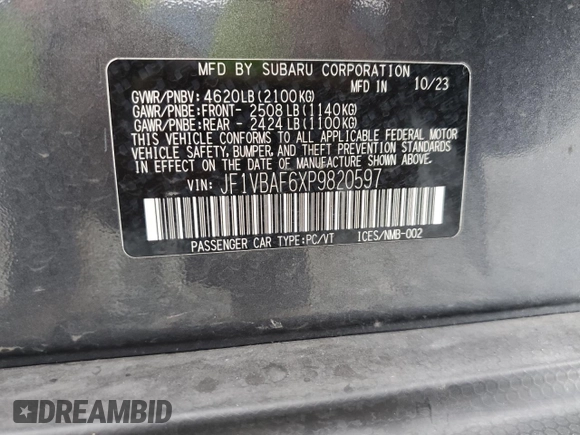 MFD BY SUBARU CORPORATION
MFD IN 10/23
GVWR/PNBV: 4620LB(2100KG)
GAWR/PNBE:FRONT- 2508LB(1140KG)
GAWR/PNBE:REAR - 2424LB(1100KG)
THIS VEHICLE CONFORMS TO ALL APPLICABLE FEDERAL MOTOR
VEHICLE SAFETY, BUMPER, AND THEFT PREVENTION STANDARDS
IN EFFECT ON THE DATE OF MANUFACTURE SHOWN ABOVE.
VIN: JF1VBAF6XP9820597
PASSENGER CAR TYPE:PC/VT ICES/NMB-002
DREAMBID